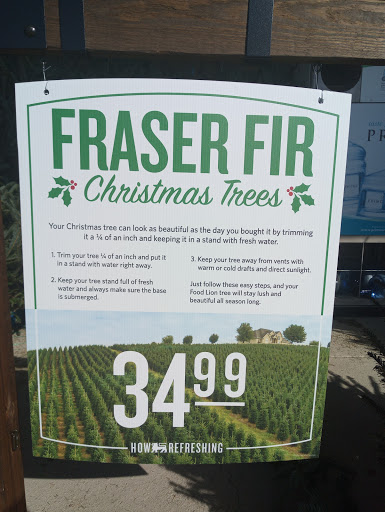 FRASER FIR
Christmas Trees
Your Christmas tree can look as beautiful as the day you bought it by trimming
it a ¼ of an inch and keeping it in a stand with fresh water.
1. Trim your tree ¼ of an inch and put it
in a stand with water right away.
2. Keep your tree stand full of fresh
water and always make sure the base
is submerged.
3. Keep your tree away from vents with
warm or cold drafts and direct sunlight.
Just follow these easy steps, and your
Food Lion tree will stay lush and
beautiful all season long.
34 99
HOW REFRESHING
PR